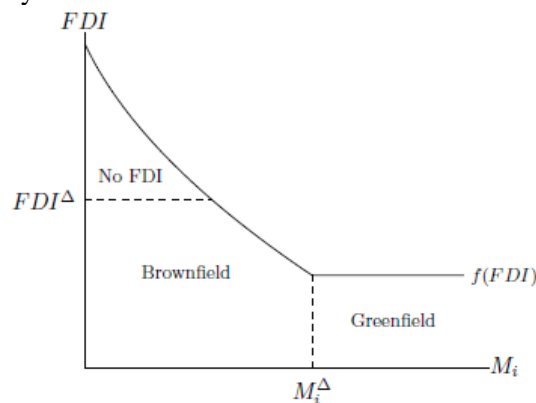 FDI
No FDI
FDI^Δ
Brownfield
f(FDI)
Greenfield
M_i
M_i^Δ